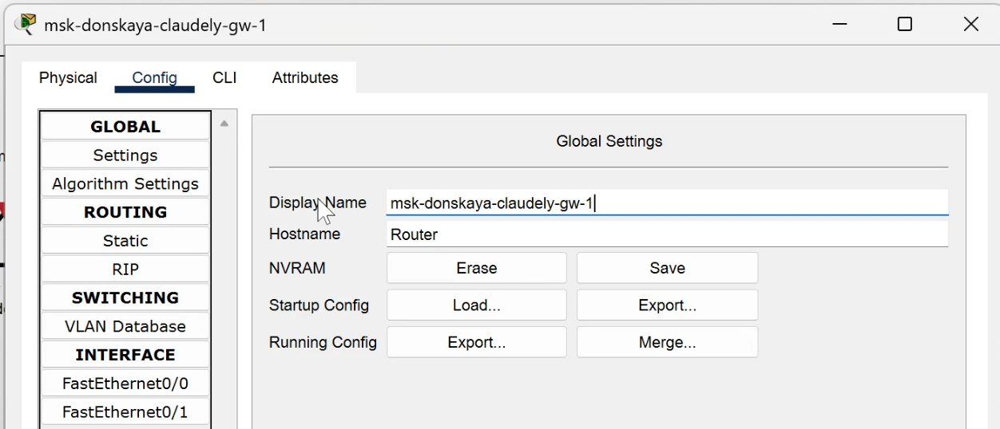 msk-donskaya-claudely-gw-1
Physical Config CLI Attributes
GLOBAL
Settings
Algorithm Settings
ROUTING
Static
RIP
SWITCHING
VLAN Database
INTERFACE
FastEthernet0/0
FastEthernet0/1
Global Settings
Display Name msk-donskaya-claudely-gw-1
Hostname Router
NVRAM Erase Save
Startup Config Load... Export...
Running Config Export... Merge...